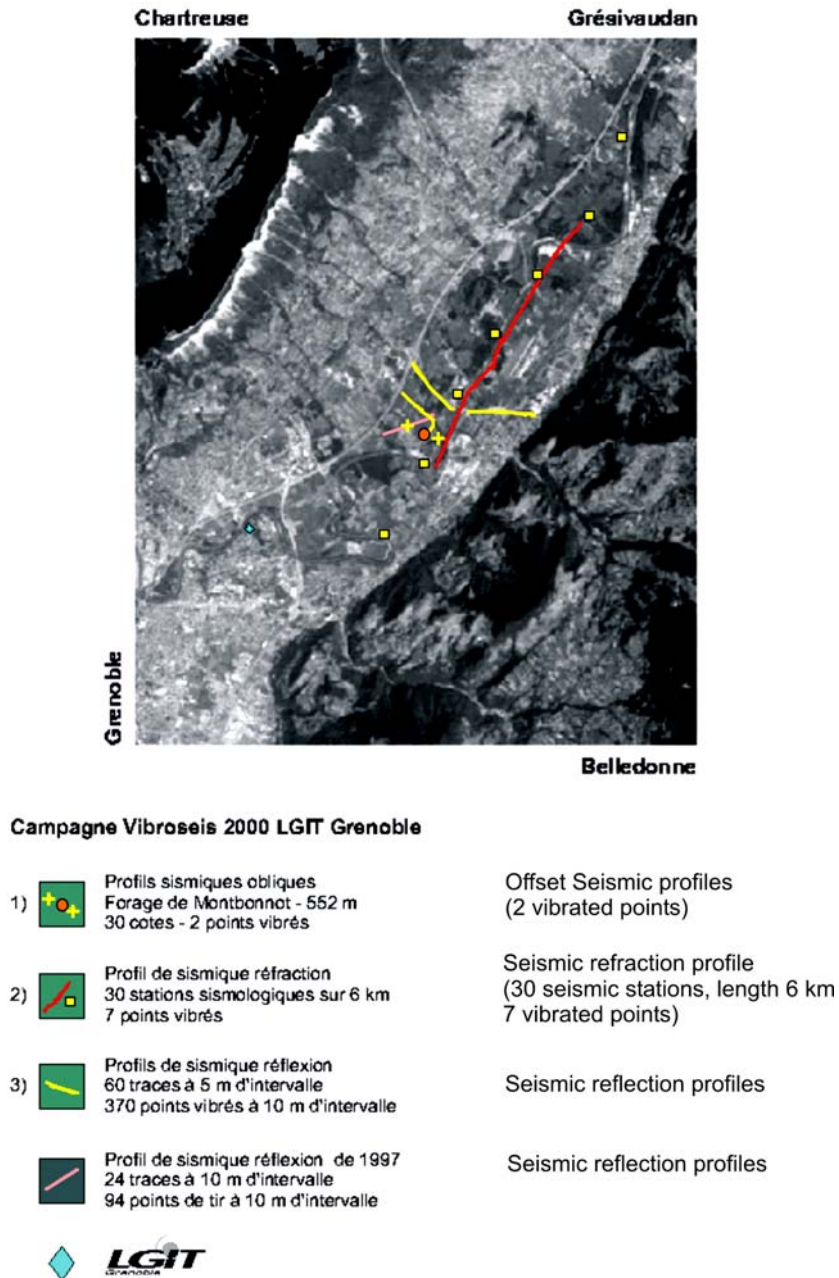 Chartreuse
Grésivaudan
Grenoble
Belledonne
Campagne Vibroseis 2000 LGIT Grenoble
1)
Profils sismiques obliques
Forage de Montbonnot - 552 m
30 cotes - 2 points vibrés
Offset Seismic profiles
(2 vibrated points)
2)
Profil de sismique réfraction
30 stations sismologiques sur 6 km
7 points vibrés
Seismic refraction profile
(30 seismic stations, length 6 km
7 vibrated points)
3)
Profils de sismique réflexion
60 traces à 5 m d'intervalle
370 points vibrés à 10 m d'intervalle
Seismic reflection profiles
Profil de sismique réflexion de 1997
24 traces à 10 m d'intervalle
94 points de tir à 10 m d'intervalle
Seismic reflection profiles
LGIT
Grenoble